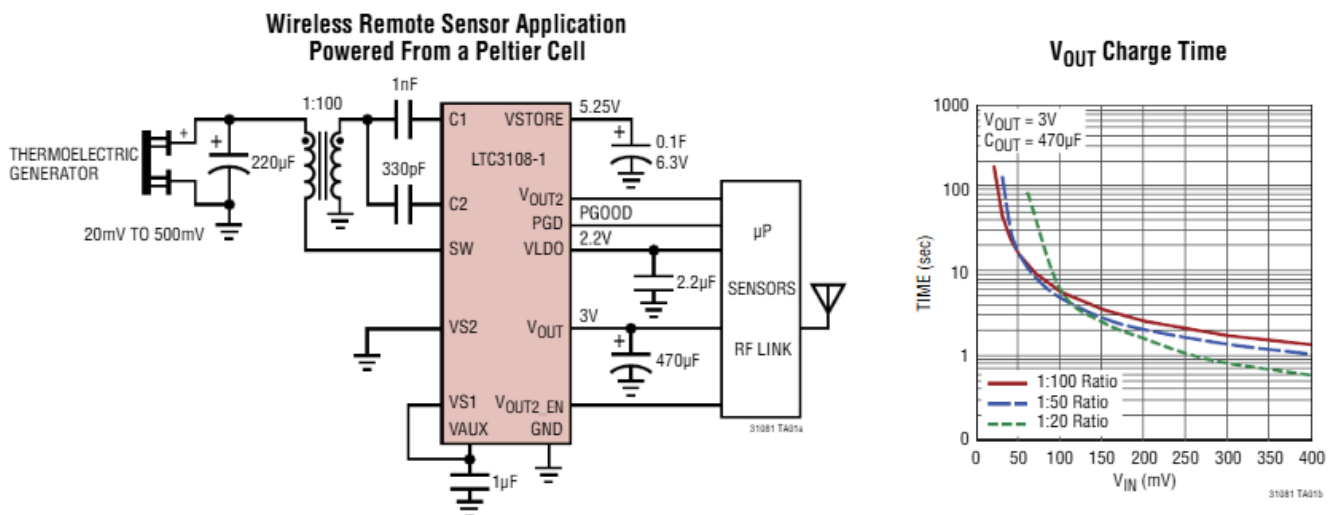 Wireless Remote Sensor Application
Powered From a Peltier Cell
THERMOELECTRIC
GENERATOR
20mV TO 500mV
+
+
220µF
1:100
1nF
330pF
C1
C2
SW
VS2
VS1
VAUX
1µF
LTC3108-1
VSTORE
VOUT2
PGD
VLDO
VOUT
VOUT2_EN
GND
5.25V
+
0.1F
6.3V
PGOOD
2.2V
2.2µF
3V
+
470µF
µP
SENSORS
RF LINK
31081 TA01a
VOUT Charge Time
TIME (sec)
1000
100
10
1
0
VOUT = 3V
COUT = 470µF
1:100 Ratio
1:50 Ratio
1:20 Ratio
0 50 100 150 200 250 300 350 400
VIN (mV)
31081 TA01b